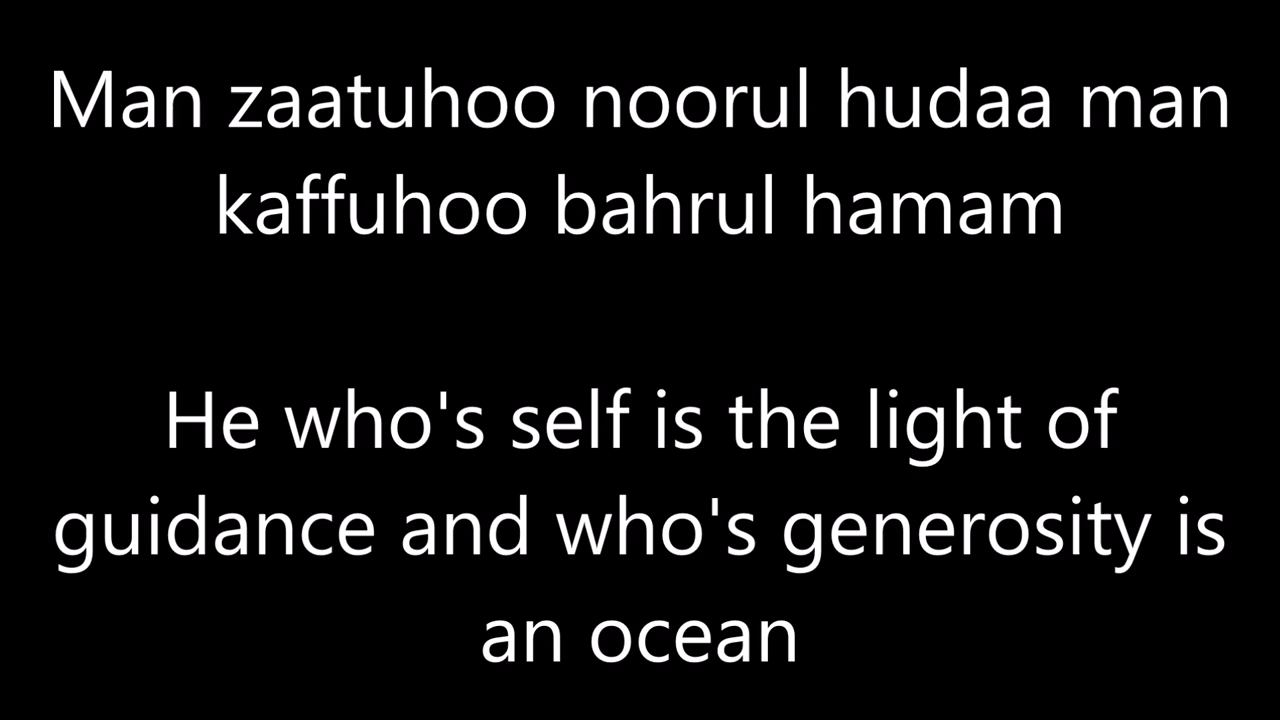 Man zaatuhoo noorul hudaa man
kaffuhoo bahrul hamam
He who's self is the light of
guidance and who's generosity is
an ocean